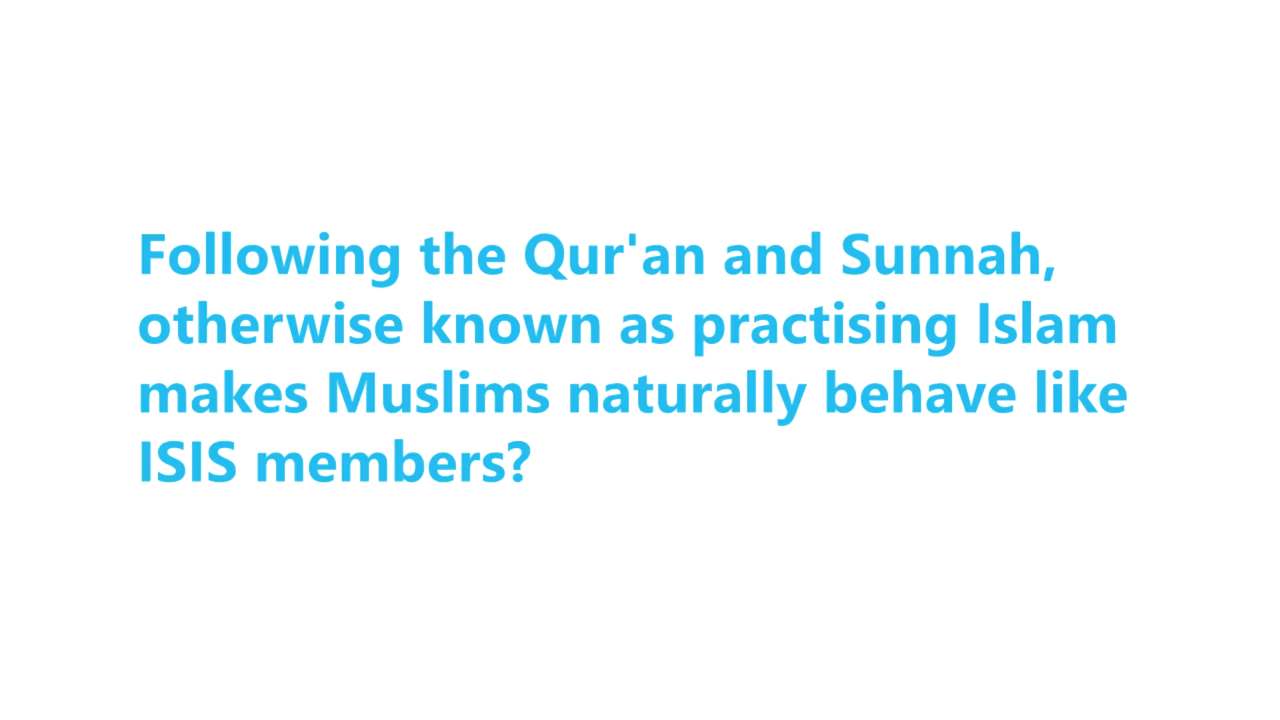 Following the Qur'an and Sunnah,
otherwise known as practising Islam
makes Muslims naturally behave like
ISIS members?